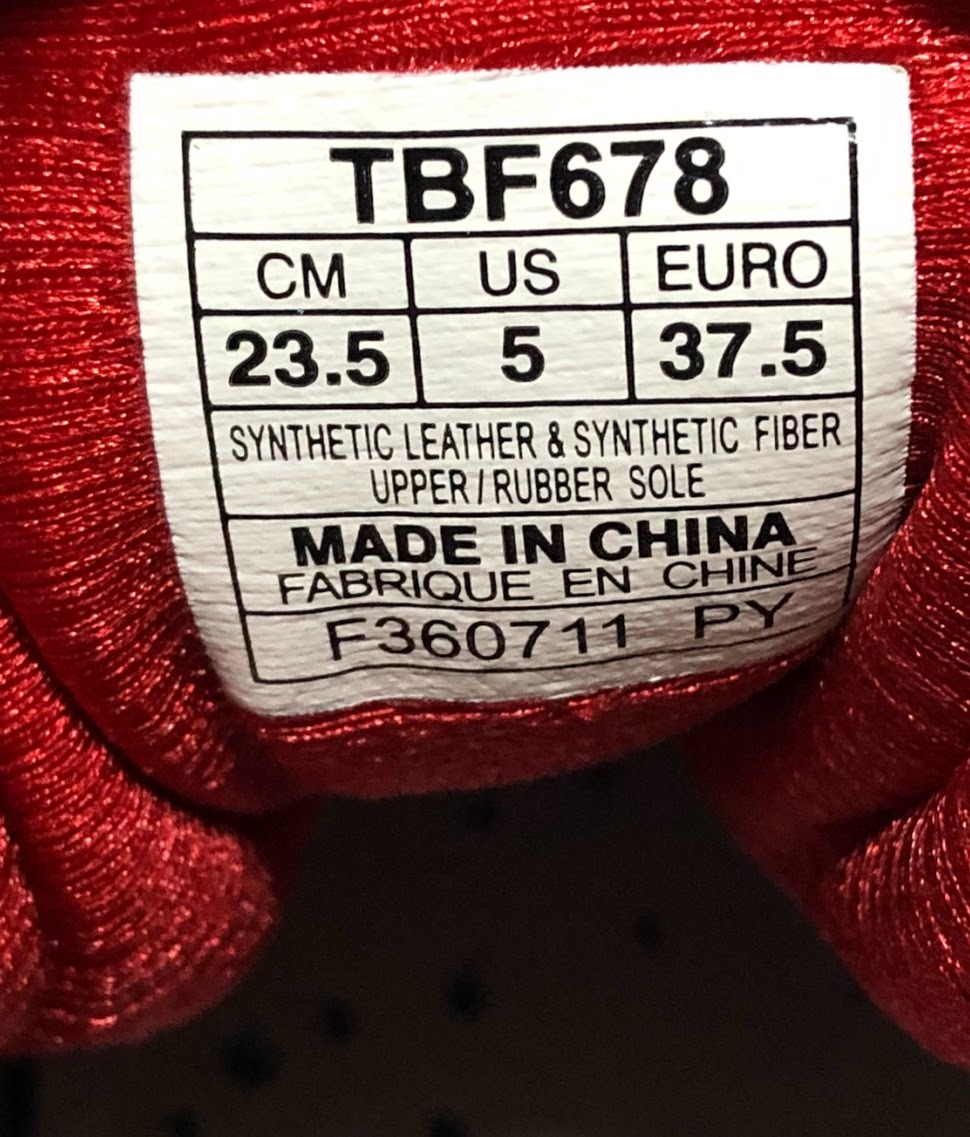 TBF678
CM US EURO
23.5 5 37.5
SYNTHETIC LEATHER & SYNTHETIC FIBER
UPPER / RUBBER SOLE
MADE IN CHINA
FABRIQUE EN CHINE
F360711 PY